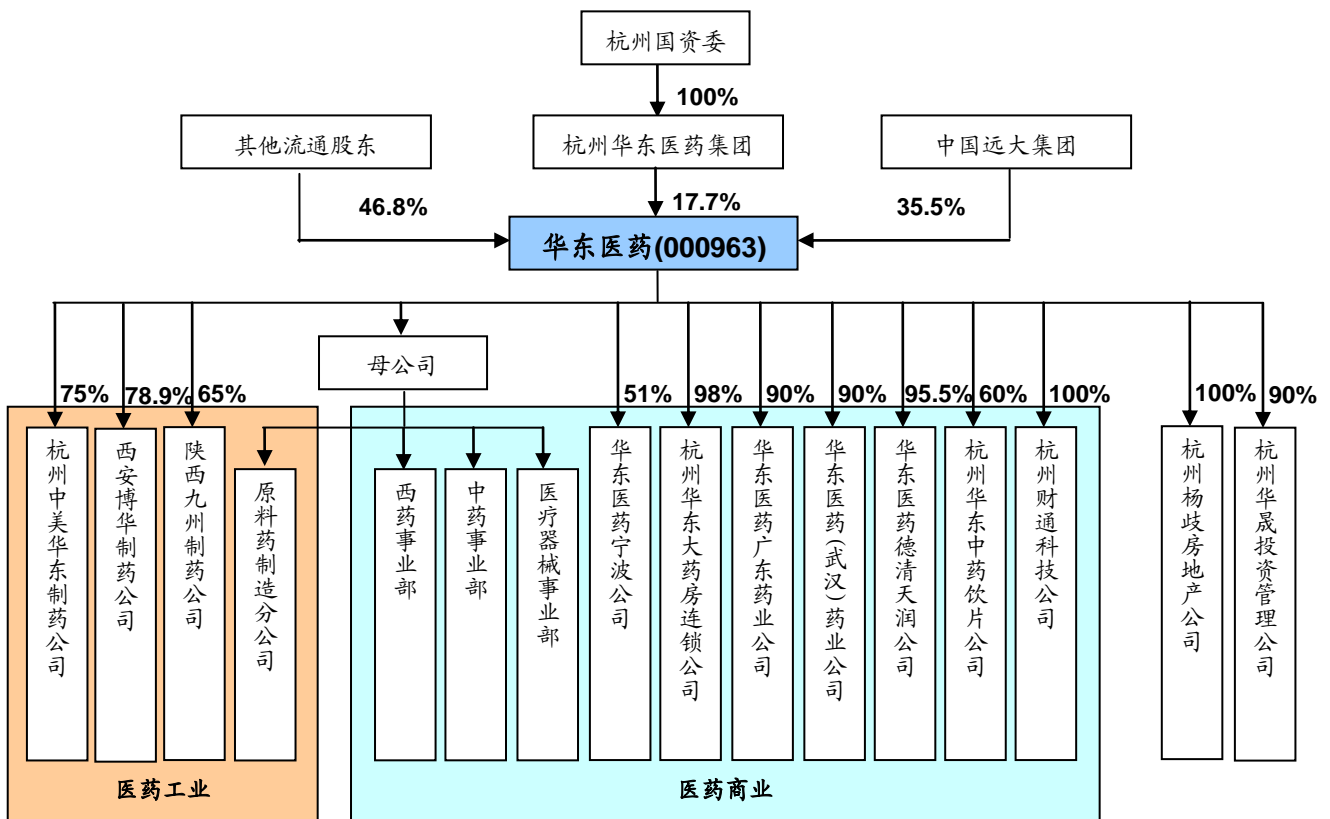 杭州国资委
100%
其他流通股东
杭州华东医药集团
中国远大集团
46.8%
17.7%
35.5%
华东医药(000963)
母公司
75%
78.9%
65%
51%
98%
90%
90%
95.5%
60%
100%
100%
90%
杭州中美华东制药公司
西安博华制药公司
陕西九州制药公司
原料药制造分公司
西药事业部
中药事业部
医疗器械事业部
华东医药宁波公司
杭州华东大药房连锁公司
华东医药广东药业公司
华东医药(武汉)药业公司
华东医药德清天润公司
杭州华东中药饮片公司
杭州财通科技公司
杭州杨歧房地产公司
杭州华晟投资管理公司
医药工业
医药商业